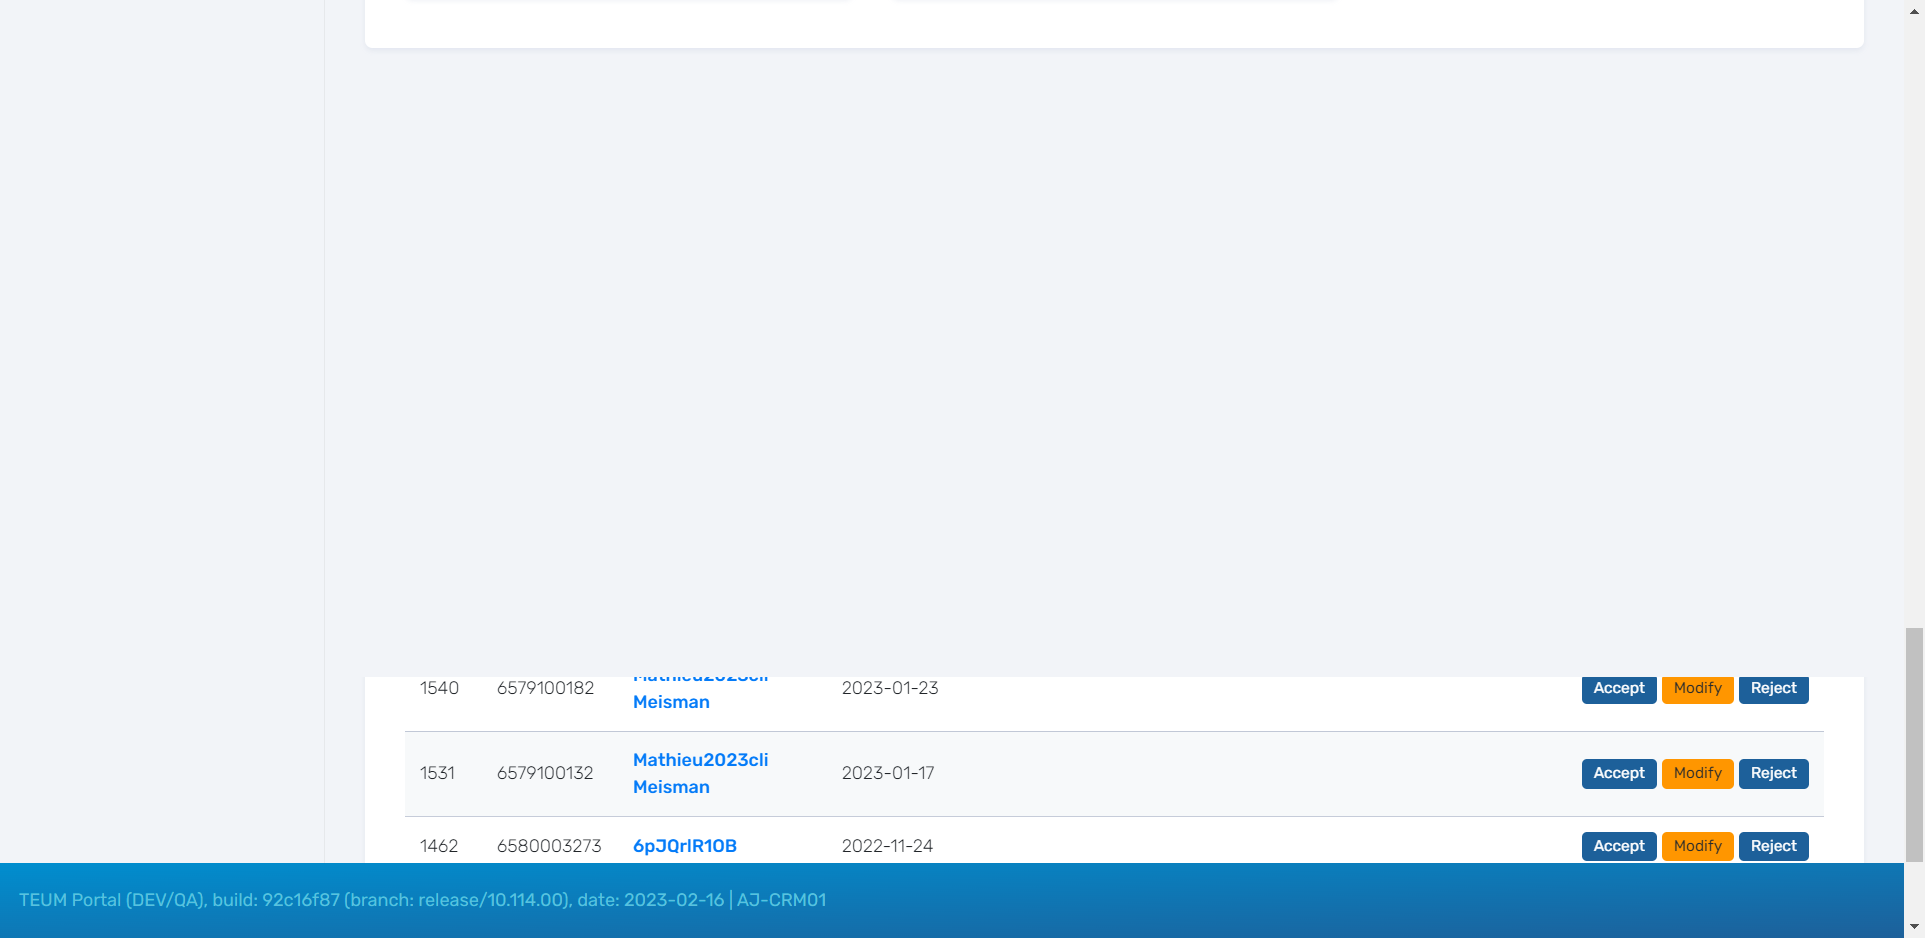 1540 6579100182 Mathieu2023cli 2023-01-23 Accept Modify Reject
Meisman
Mathieu2023cli
1531 6579100132 2023-01-17 Accept Modify Reject
Meisman
1462 6580003273 6pJQrlR1OB 2022-11-24 Accept Modify Reject
TEUM Portal (DEV/QA), build: 92c16f87 (branch: release/10.114.00), date: 2023-02-16 | AJ-CRM01